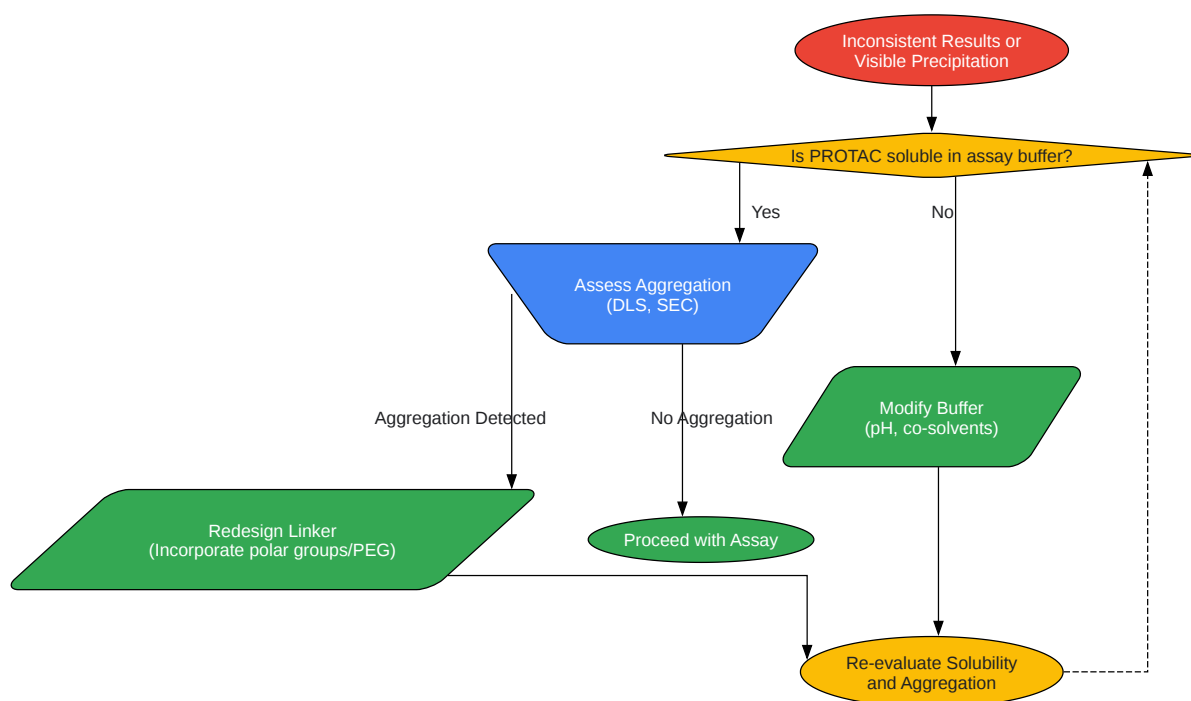 Inconsistent Results or
Visible Precipitation
Is PROTAC soluble in assay buffer?
Yes
No
Assess Aggregation
(DLS, SEC)
Modify Buffer
(pH, co-solvents)
Aggregation Detected
No Aggregation
Redesign Linker
(Incorporate polar groups/PEG)
Proceed with Assay
Re-evaluate Solubility
and Aggregation